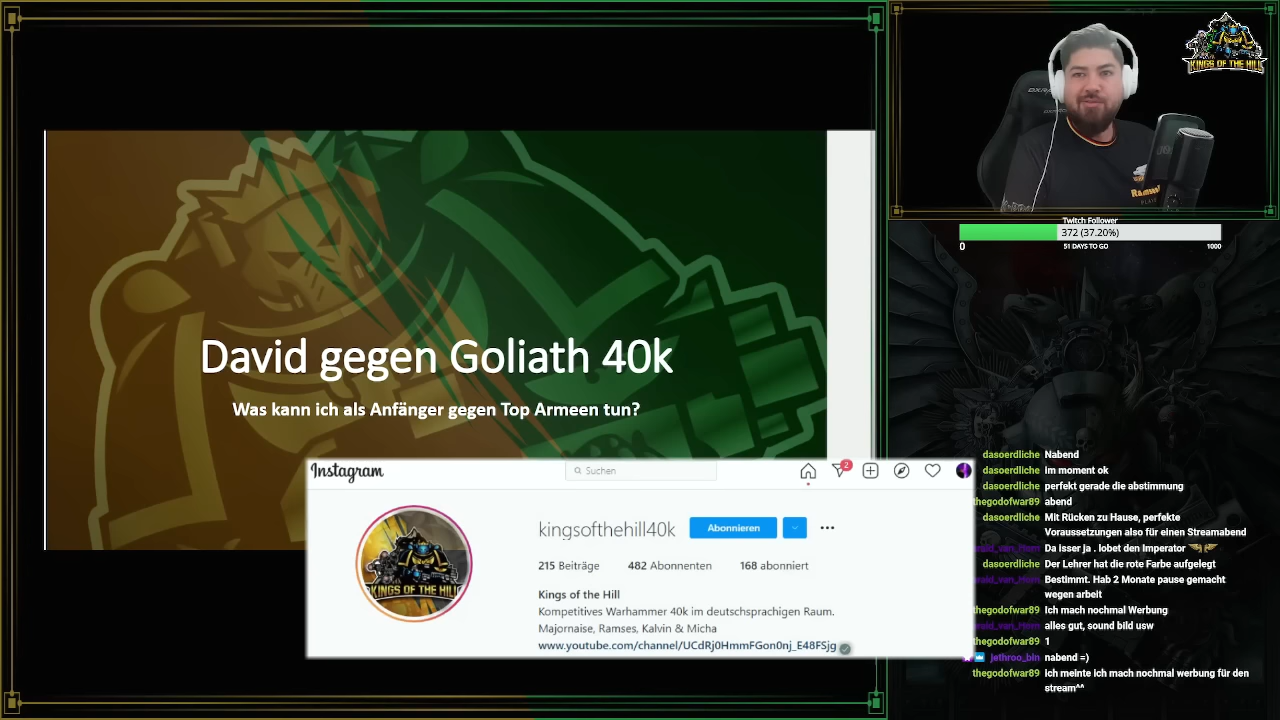 David gegen Goliath 40k
Was kann ich als Anfänger gegen Top Armeen tun?
Instagram
Suchen
2
kingsofthehill40k
Abonnieren
215 Beiträge 482 Abonnenten 168 abonniert
Kings of the Hill
Kompetitives Warhammer 40k im deutschsprachigen Raum.
Majornaise, Ramses, Kalvin & Micha
www.youtube.com/channel/UCdRj0HmmFGon0nj_E48FSjg
KINGS OF THE HILL
KINGS OF THE HILL
Twitch Follower
372 (37.20%)
0 51 DAYS TO GO 1000
dasoerdliche Nabend
dasoerdliche im moment ok
dasoerdliche perfekt gerade die abstimmung
thegodofwar89 abend
dasoerdliche Mit Rücken zu Hause, perfekte
Voraussetzungen also für einen Streamabend
Da isser ja . lobet den Imperator
dasoerdliche Der Lehrer hat die rote Farbe aufgelegt
Bestimmt. Hab 2 Monate pause gemacht
wegen arbeit
thegodofwar89 Ich mach nochmal Werbung
alles gut, sound bild usw
thegodofwar89 1
jethroo_bln nabend =)
thegodofwar89 Ich meinte ich mach nochmal werbung für den
stream^^